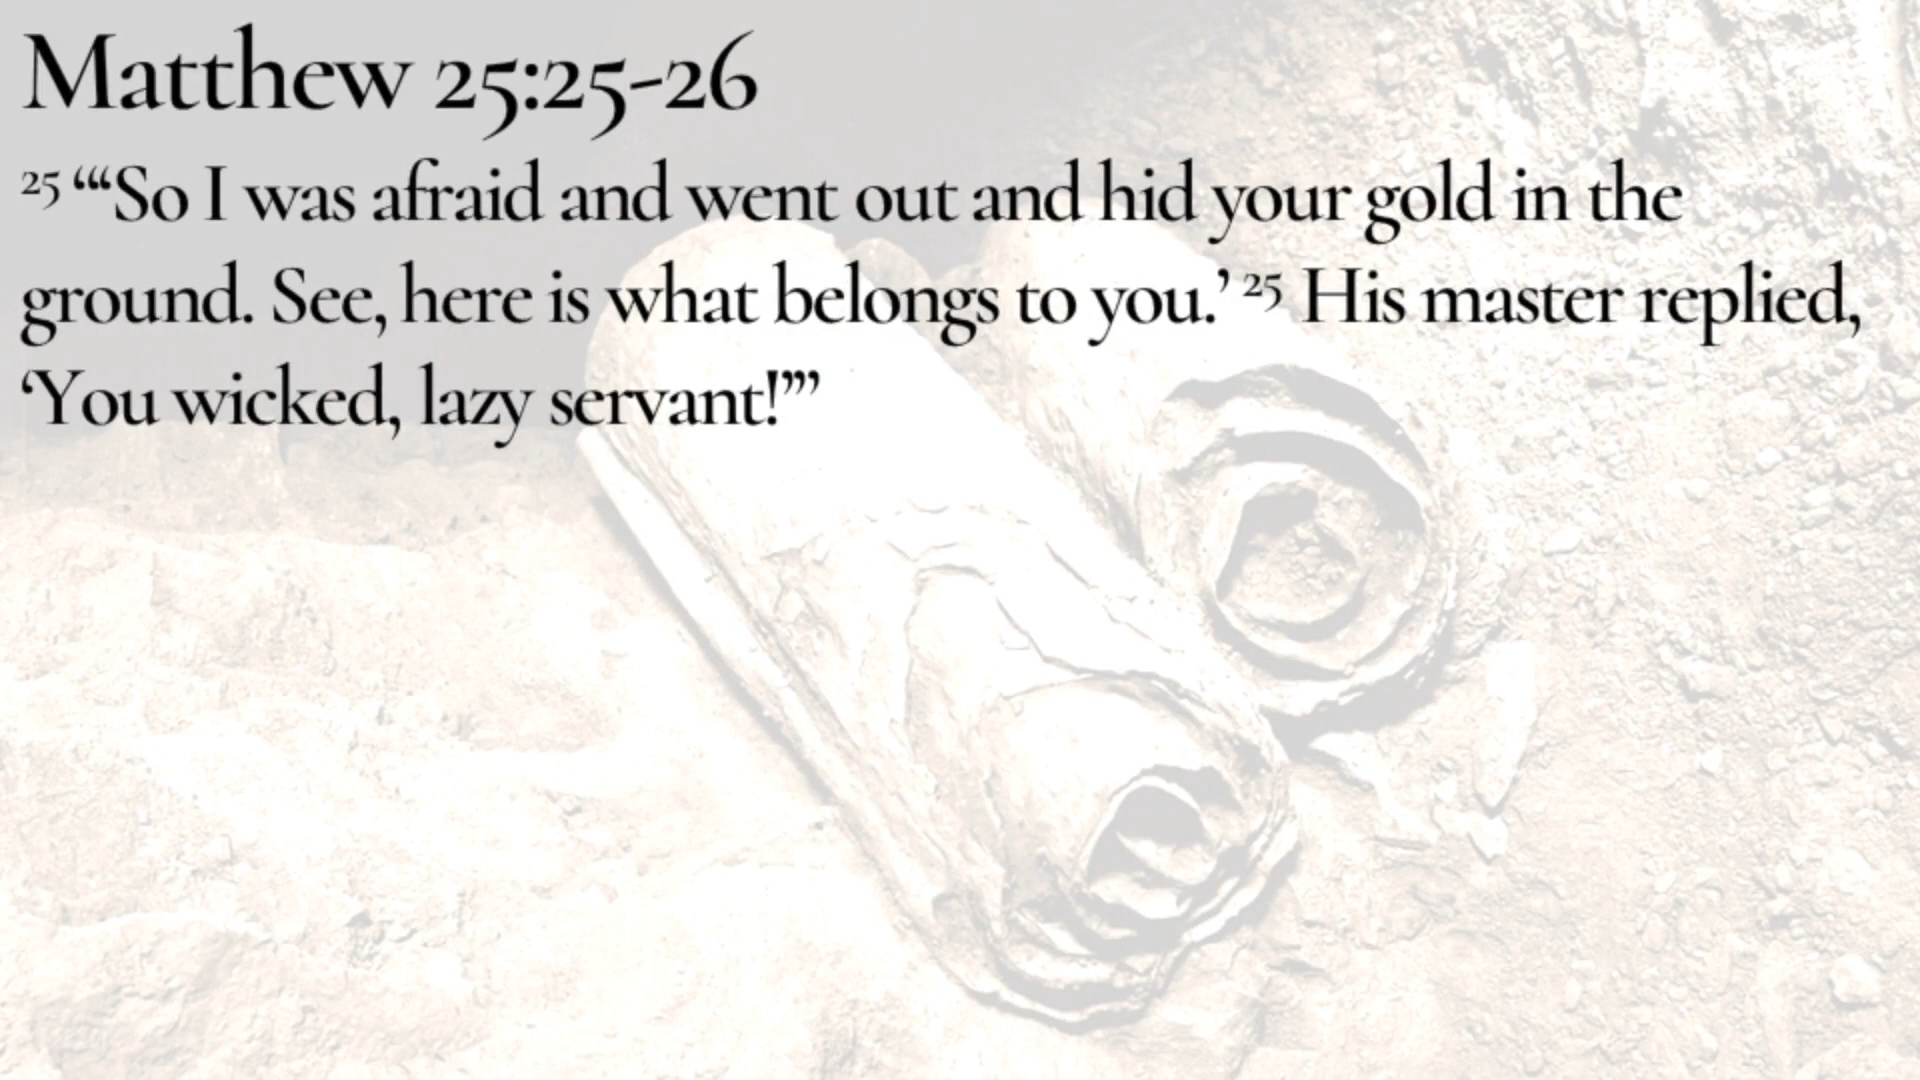 Matthew 25:25-26
25 “‘“So I was afraid and went out and hid your gold in the
ground. See, here is what belongs to you.’ 25 His master replied,
‘You wicked, lazy servant!’”’